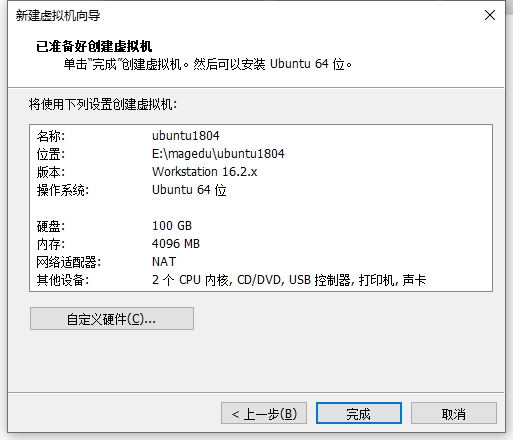 新建虚拟机向导
已准备好创建虚拟机
单击“完成”创建虚拟机。然后可以安装 Ubuntu 64 位。
将使用下列设置创建虚拟机:
名称: ubuntu1804
位置: E:\magedu\ubuntu1804
版本: Workstation 16.2.x
操作系统: Ubuntu 64 位
硬盘: 100 GB
内存: 4096 MB
网络适配器: NAT
其他设备: 2 个 CPU 内核, CD/DVD, USB 控制器, 打印机, 声卡
自定义硬件(C)...
< 上一步(B) 完成 取消